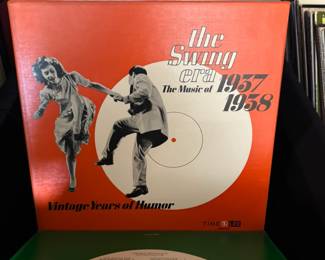 the
Swing
era
The Music of 1937
1938
Vintage Years of Humor
TIME LIFE